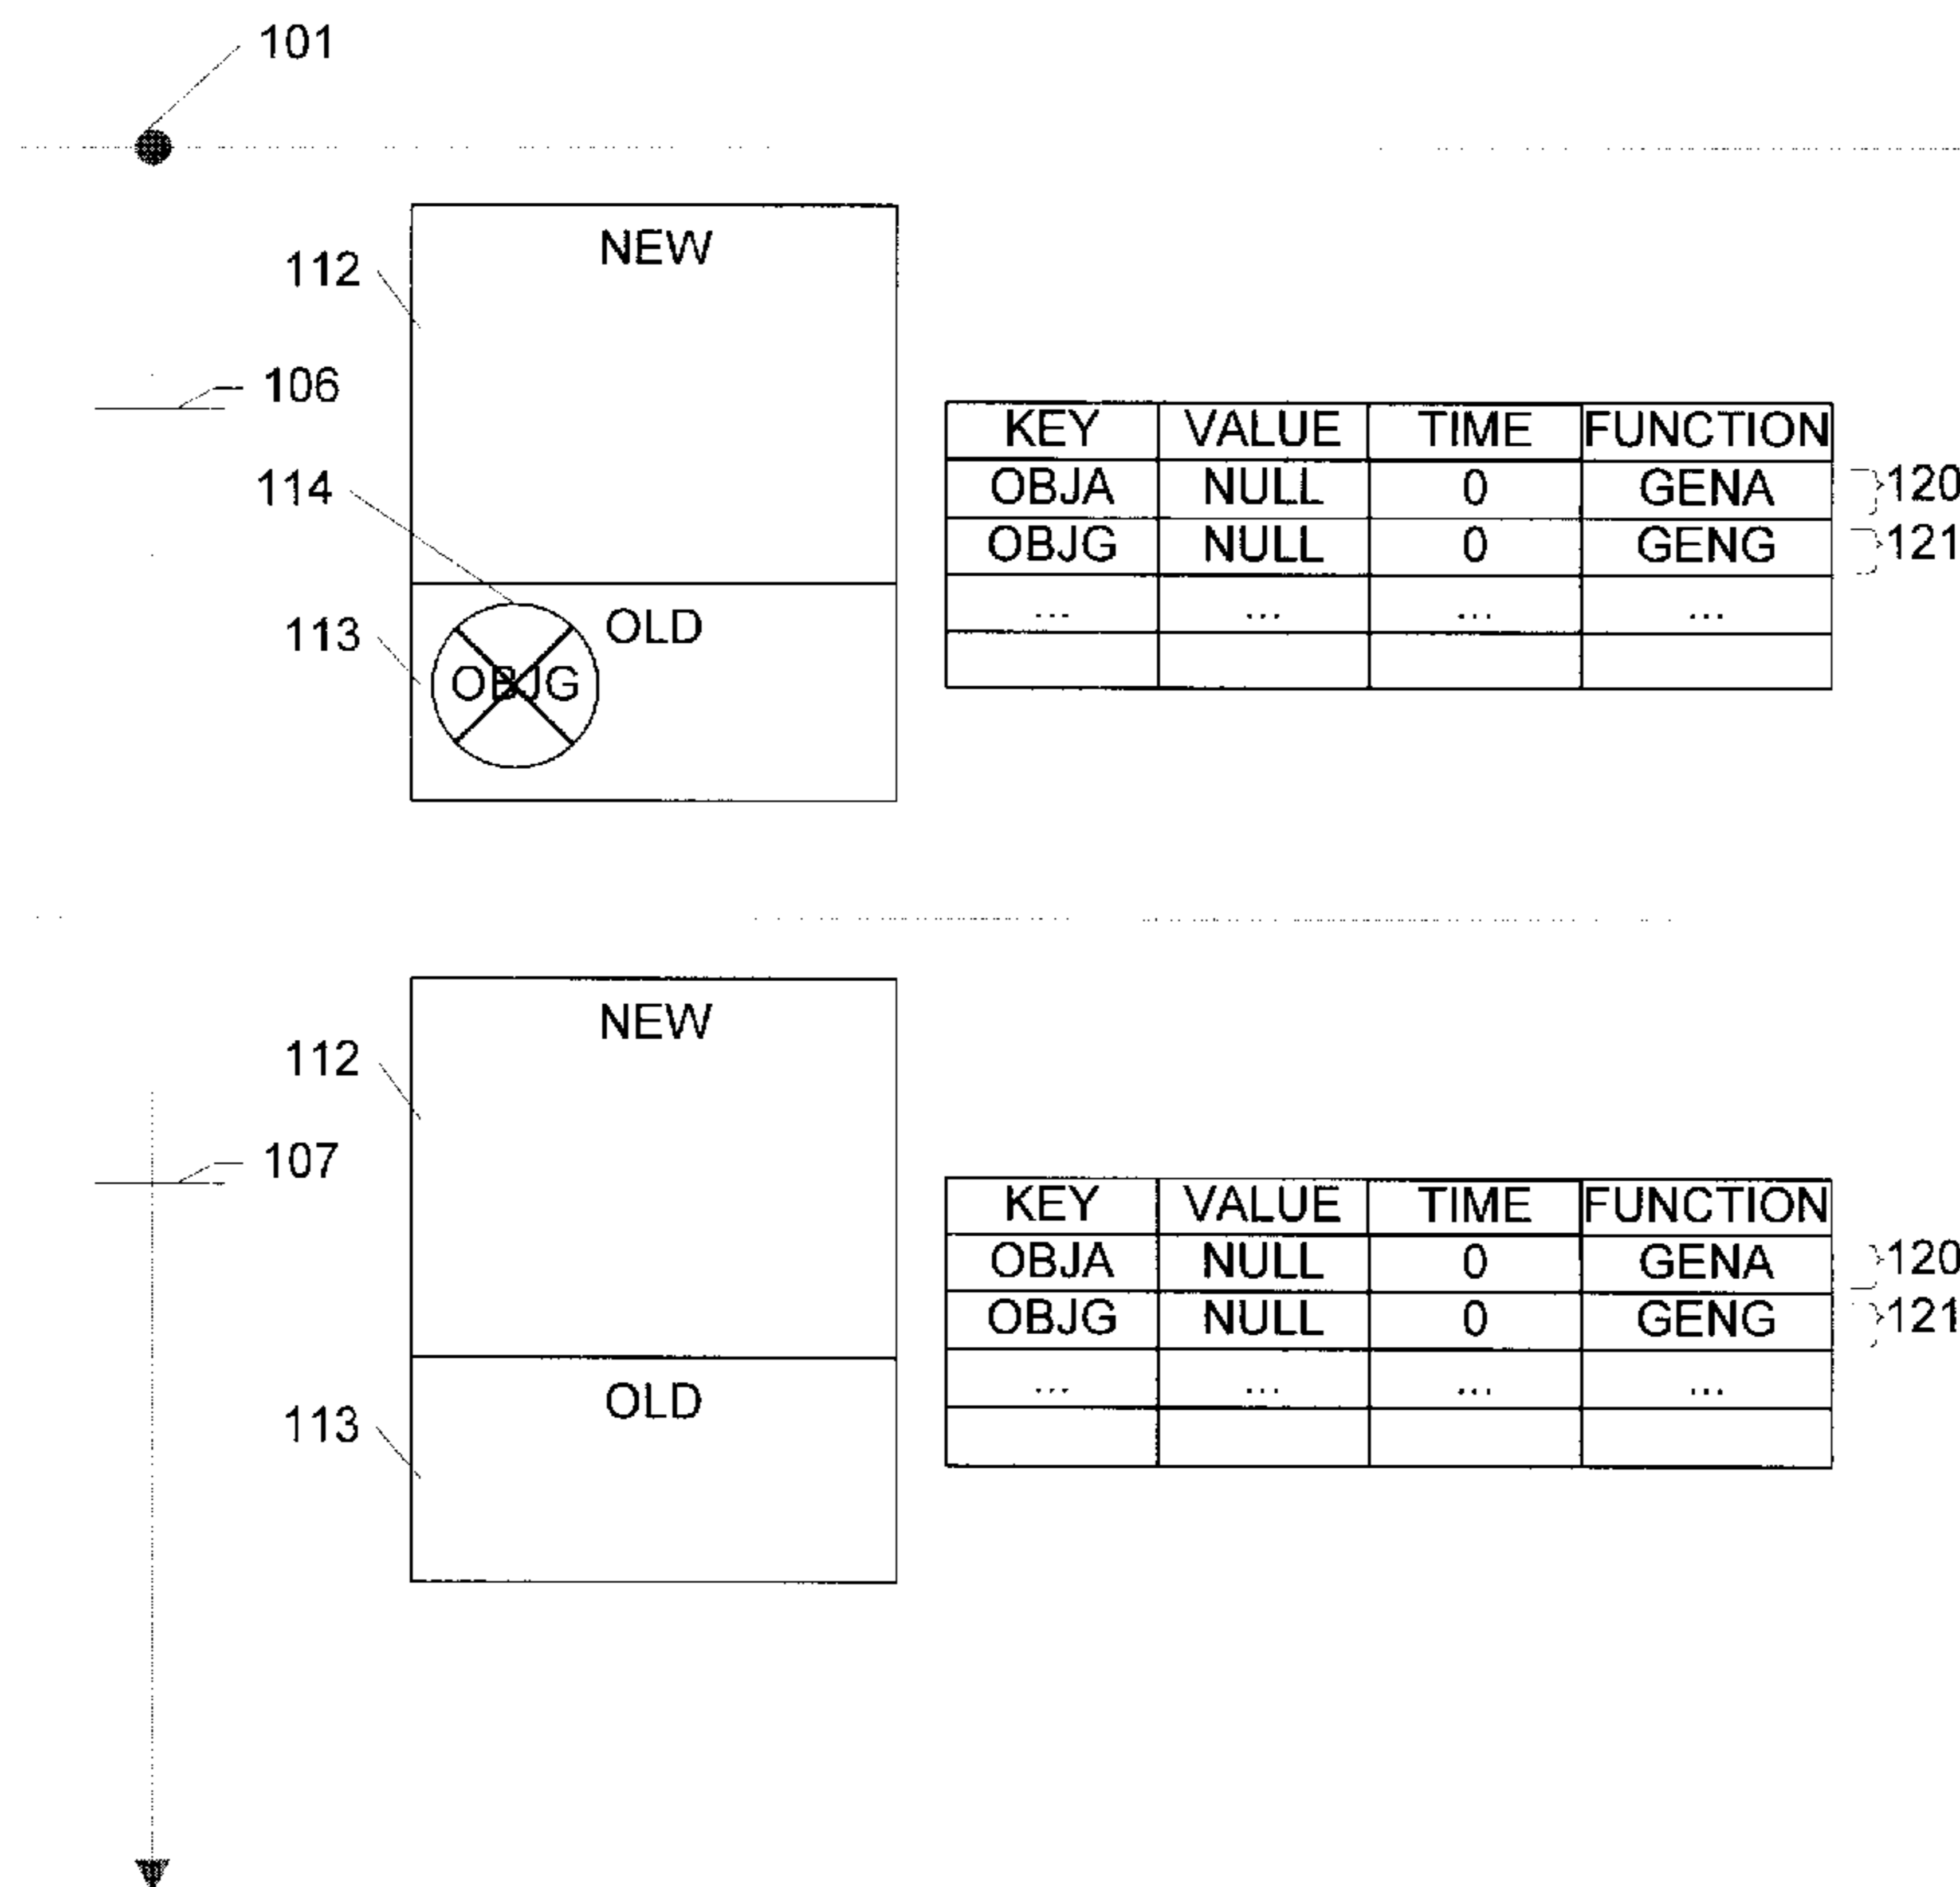 101
NEW
112
106
KEY VALUE TIME FUNCTION
114 OBJA NULL 0 GENA 120
OBJG NULL 0 GENG 121
113 OLD ... ... ... ...
OBJG
NEW
112
107
KEY VALUE TIME FUNCTION
OBJA NULL 0 GENA 120
OBJG NULL 0 GENG 121
... ... ... ...
OLD
113